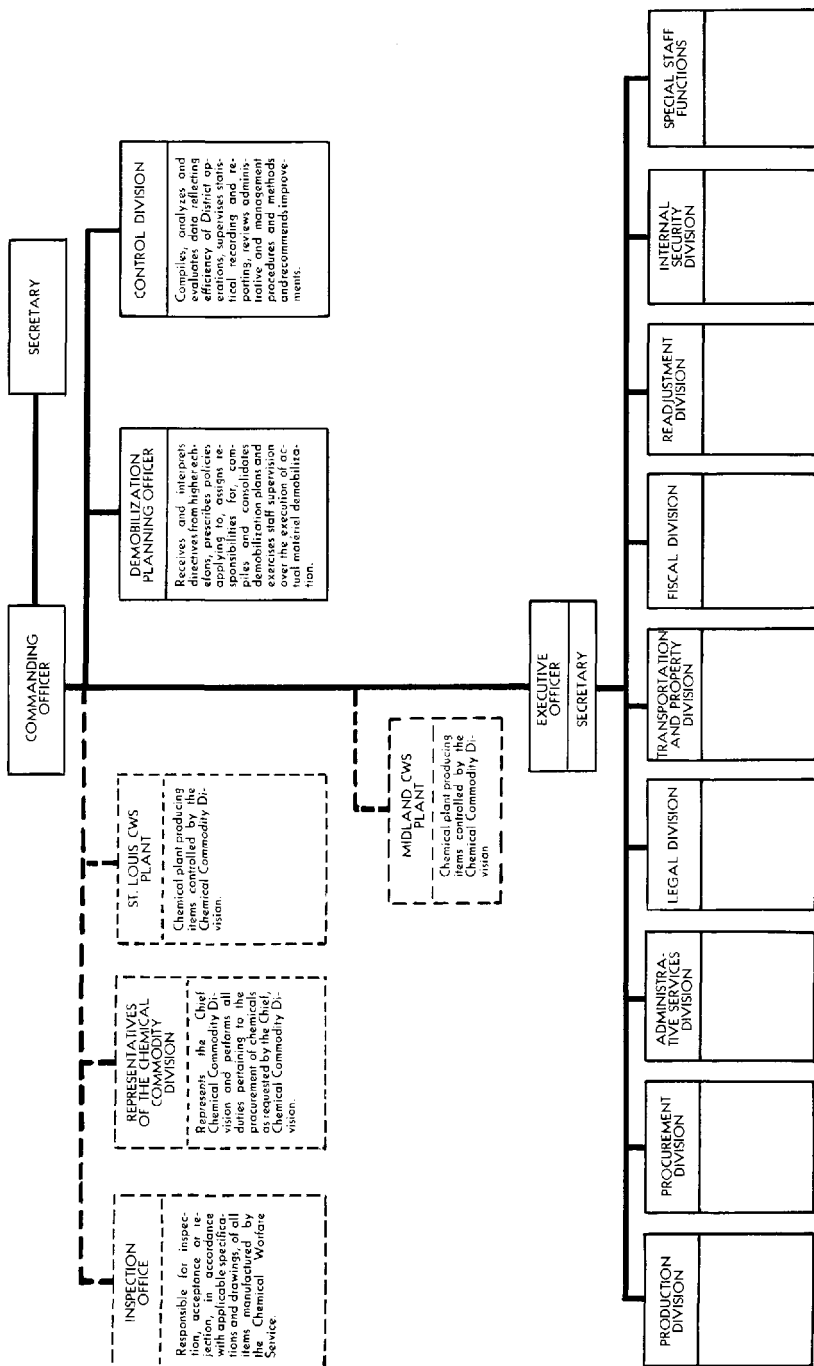 COMMANDING
OFFICER
SECRETARY
INSPECTION
OFFICE
Responsible for inspec-
tion, acceptance or re-
jection, in accordance
with applicable specifica-
tions and drawings, of all
items manufactured by
the Chemical Warfare
Service.
REPRESENTATIVES
OF THE CHEMICAL
COMMODITY
DIVISION
Represents the Chief
Chemical Commodity Di-
vision and performs all
duties pertaining to the
procurement of chemicals
as requested by the Chief,
Chemical Commodity Di-
vision.
ST. LOUIS CWS
PLANT
Chemical plant producing
items controlled by the
Chemical Commodity Di-
vision.
DEMOBILIZATION
PLANNING OFFICER
Receives and interprets
directives from higher ech-
elons, prescribes policies
applying to, assigns re-
sponsibilities for, com-
piles and consolidates
demobilization plans and
exercises staff supervision
over the execution of ac-
tual matériel demobiliza-
tion.
CONTROL DIVISION
Compiles, analyzes and
evaluates data reflecting
efficiency of District op-
erations, supervises statis-
tical recording and re-
porting, reviews adminis-
trative and management
procedures and methods
and recommends improve-
ments.
MIDLAND CWS
PLANT
Chemical plant producing
items controlled by the
Chemical Commodity Di-
vision
EXECUTIVE
OFFICER
SECRETARY
PRODUCTION
DIVISION
PROCUREMENT
DIVISION
ADMINISTRA-
TIVE SERVICES
DIVISION
LEGAL DIVISION
TRANSPORTATION
AND PROPERTY
DIVISION
FISCAL DIVISION
READJUSTMENT
DIVISION
INTERNAL
SECURITY
DIVISION
SPECIAL STAFF
FUNCTIONS